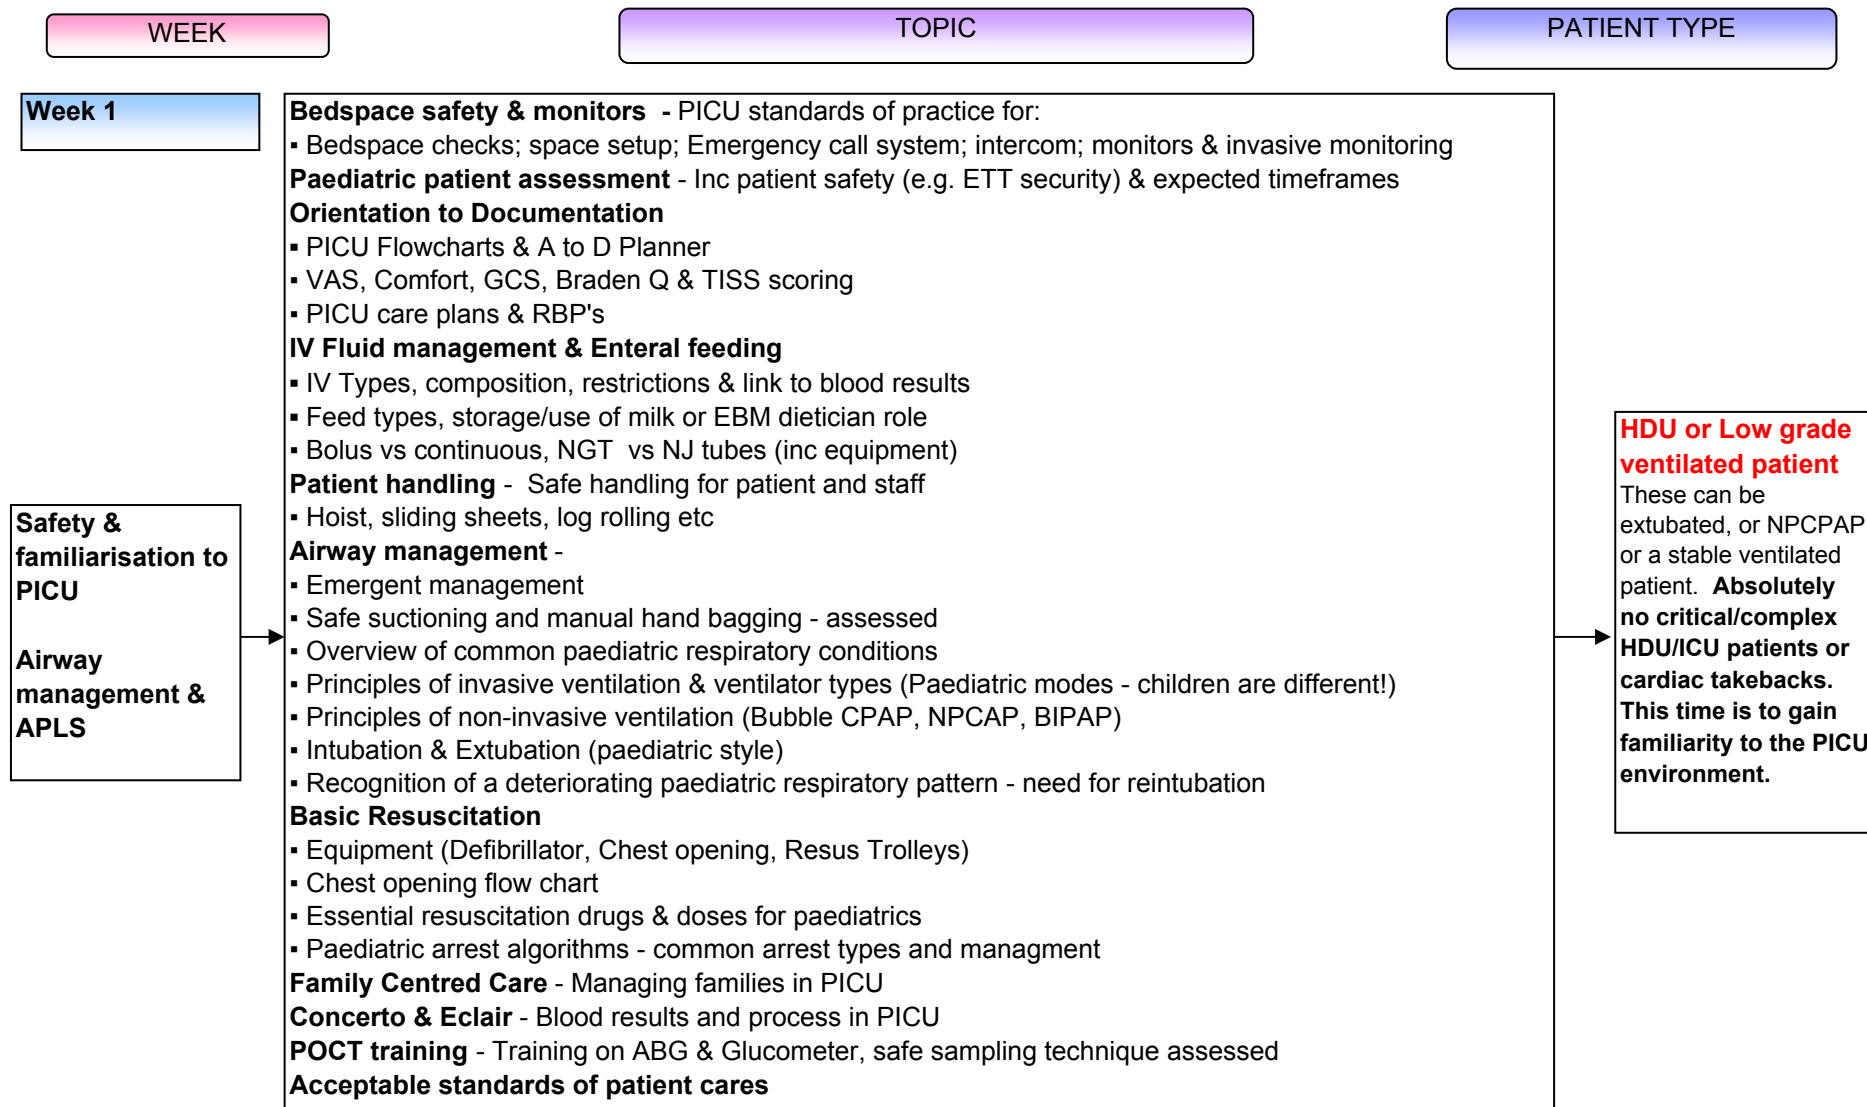 WEEK
TOPIC
PATIENT TYPE
Week 1
Bedspace safety & monitors - PICU standards of practice for:
▪ Bedspace checks; space setup; Emergency call system; intercom; monitors & invasive monitoring
Paediatric patient assessment - Inc patient safety (e.g. ETT security) & expected timeframes
Orientation to Documentation
▪ PICU Flowcharts & A to D Planner
▪ VAS, Comfort, GCS, Braden Q & TISS scoring
▪ PICU care plans & RBP's
IV Fluid management & Enteral feeding
▪ IV Types, composition, restrictions & link to blood results
▪ Feed types, storage/use of milk or EBM dietician role
▪ Bolus vs continuous, NGT vs NJ tubes (inc equipment)
Patient handling - Safe handling for patient and staff
▪ Hoist, sliding sheets, log rolling etc
Airway management -
▪ Emergent management
▪ Safe suctioning and manual hand bagging - assessed
▪ Overview of common paediatric respiratory conditions
▪ Principles of invasive ventilation & ventilator types (Paediatric modes - children are different!)
▪ Principles of non-invasive ventilation (Bubble CPAP, NPCAP, BIPAP)
▪ Intubation & Extubation (paediatric style)
▪ Recognition of a deteriorating paediatric respiratory pattern - need for reintubation
Basic Resuscitation
▪ Equipment (Defibrillator, Chest opening, Resus Trolleys)
▪ Chest opening flow chart
▪ Essential resuscitation drugs & doses for paediatrics
▪ Paediatric arrest algorithms - common arrest types and managment
Family Centred Care - Managing families in PICU
Concerto & Eclair - Blood results and process in PICU
POCT training - Training on ABG & Glucometer, safe sampling technique assessed
Acceptable standards of patient cares
Safety &
familiarisation to
PICU
Airway
management &
APLS
HDU or Low grade
ventilated patient
These can be
extubated, or NPCPAP
or a stable ventilated
patient. Absolutely
no critical/complex
HDU/ICU patients or
cardiac takebacks.
This time is to gain
familiarity to the PICU
environment.